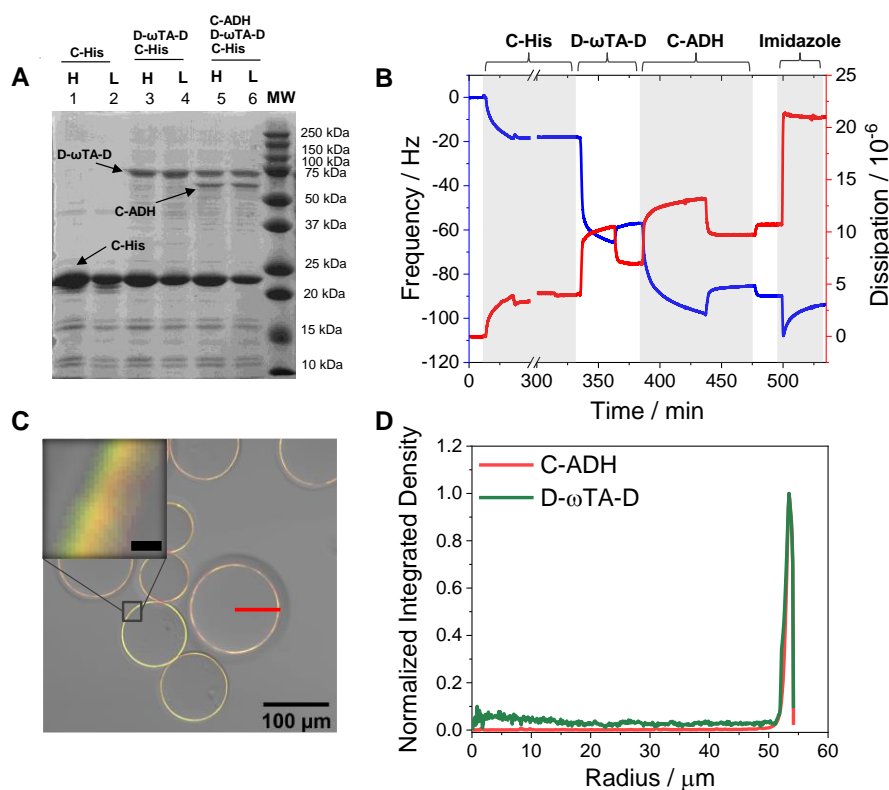 A
C-His
D-ωTA-D
C-His
C-ADH
D-ωTA-D
C-His
H L H L H L
1 2 3 4 5 6 MW
250 kDa
150 kDa
100 kDa
75 kDa
50 kDa
37 kDa
25 kDa
20 kDa
15 kDa
10 kDa
D-ωTA-D
C-ADH
C-His
B
C-His D-ωTA-D C-ADH Imidazole
Frequency / Hz
0
-20
-40
-60
-80
-100
-120
Dissipation / 10-6
25
20
15
10
5
0
0 300 350 400 450 500
Time / min
C
100 µm
D
Normalized Integrated Density
1.2
1.0
0.8
0.6
0.4
0.2
0.0
C-ADH
D-ωTA-D
0 10 20 30 40 50 60
Radius / µm